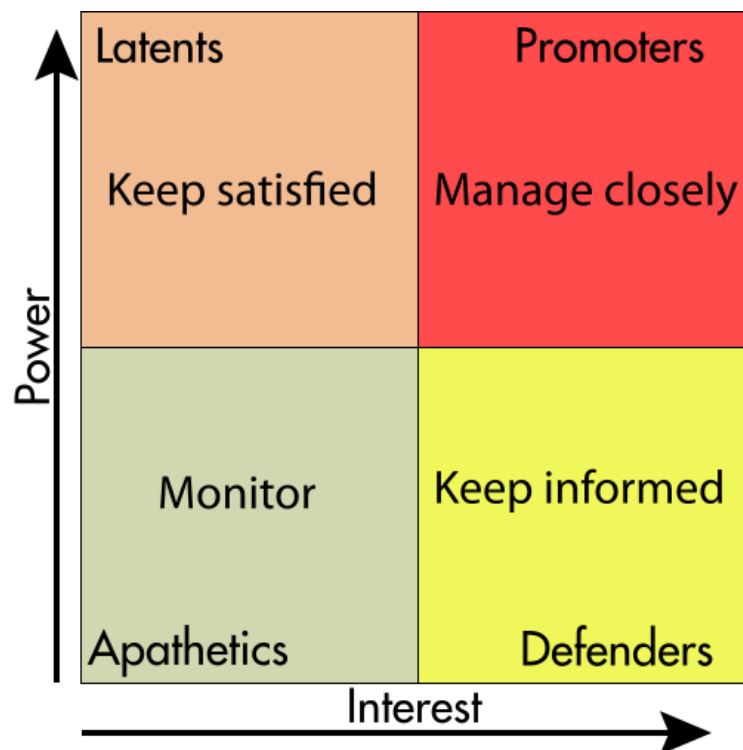 Latents
Promoters
Keep satisfied
Manage closely
Power
Monitor
Keep informed
Apathetics
Defenders
Interest